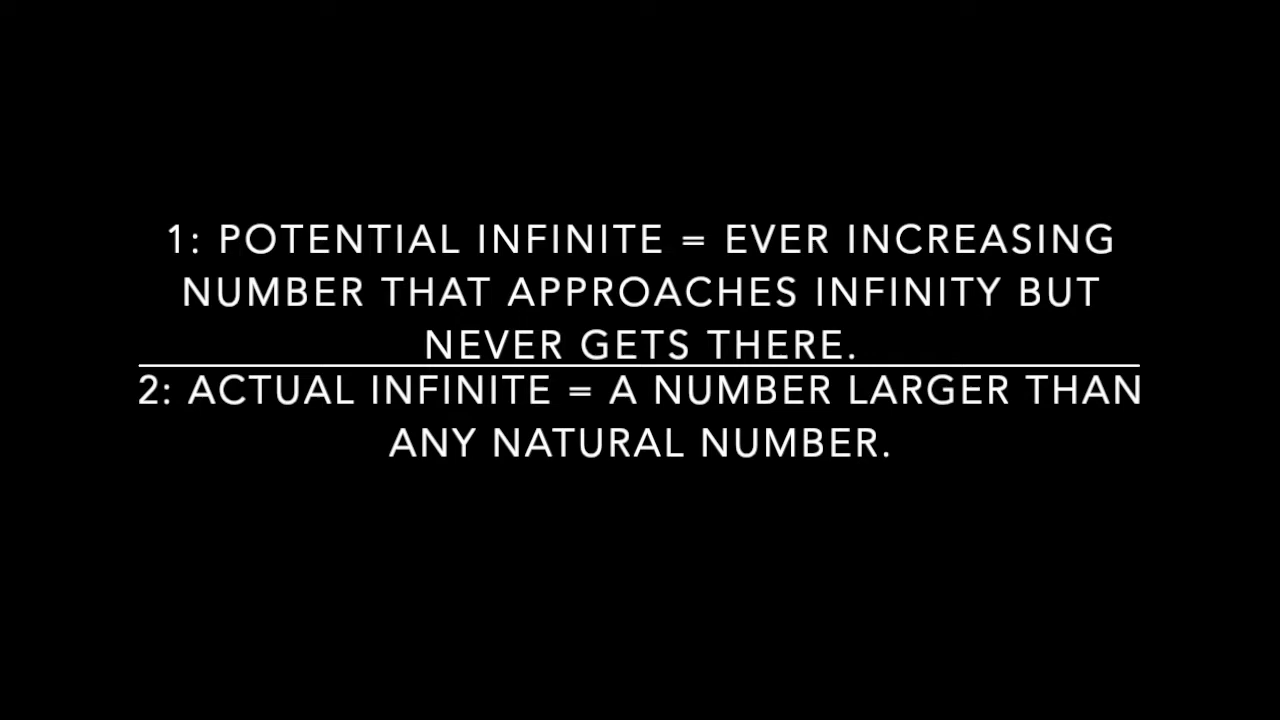 1: POTENTIAL INFINITE = EVER INCREASING
NUMBER THAT APPROACHES INFINITY BUT
NEVER GETS THERE.
2: ACTUAL INFINITE = A NUMBER LARGER THAN
ANY NATURAL NUMBER.